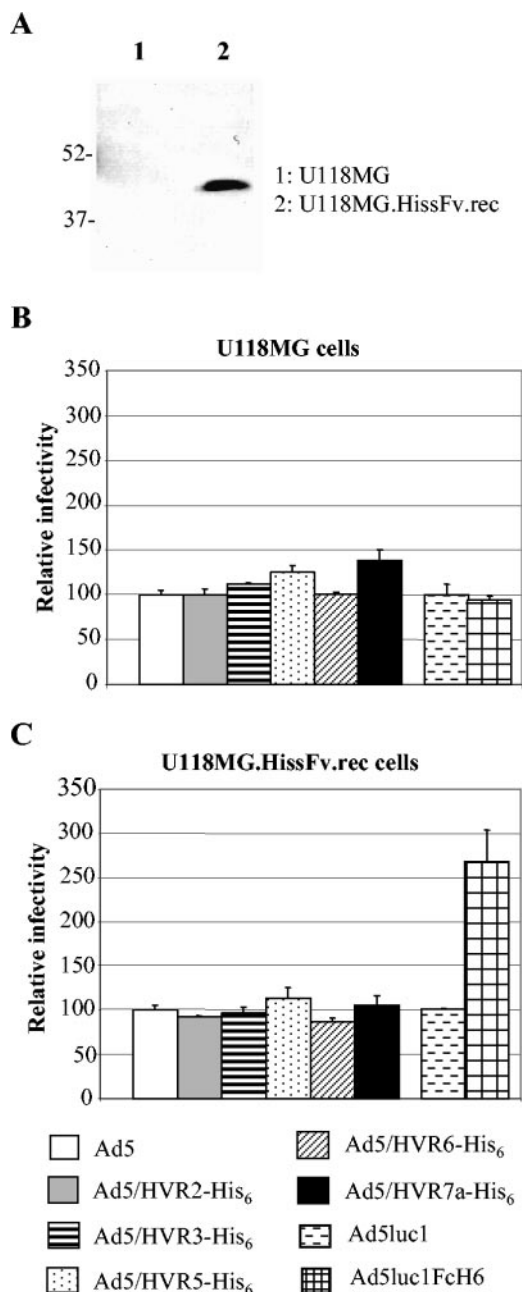 A
1 2
52-
37-
1: U118MG
2: U118MG.HissFv.rec
B
U118MG cells
Relative infectivity
350
300
250
200
150
100
50
0
C
U118MG.HissFv.rec cells
Relative infectivity
350
300
250
200
150
100
50
0
Ad5
Ad5/HVR2-His6
Ad5/HVR3-His6
Ad5/HVR5-His6
Ad5/HVR6-His6
Ad5/HVR7a-His6
Ad5luc1
Ad5luc1FcH6